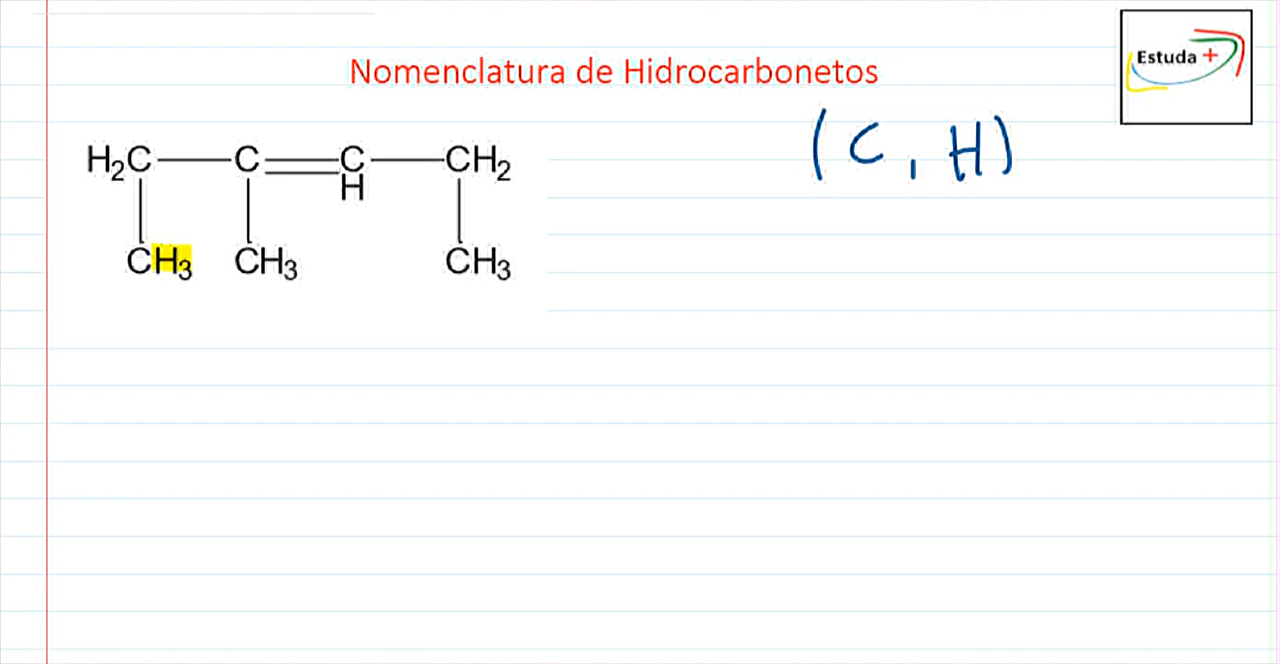 Estuda +
Nomenclatura de Hidrocarbonetos
(C, H)
H₂C C C CH₂
H
CH₃ CH₃ CH₃